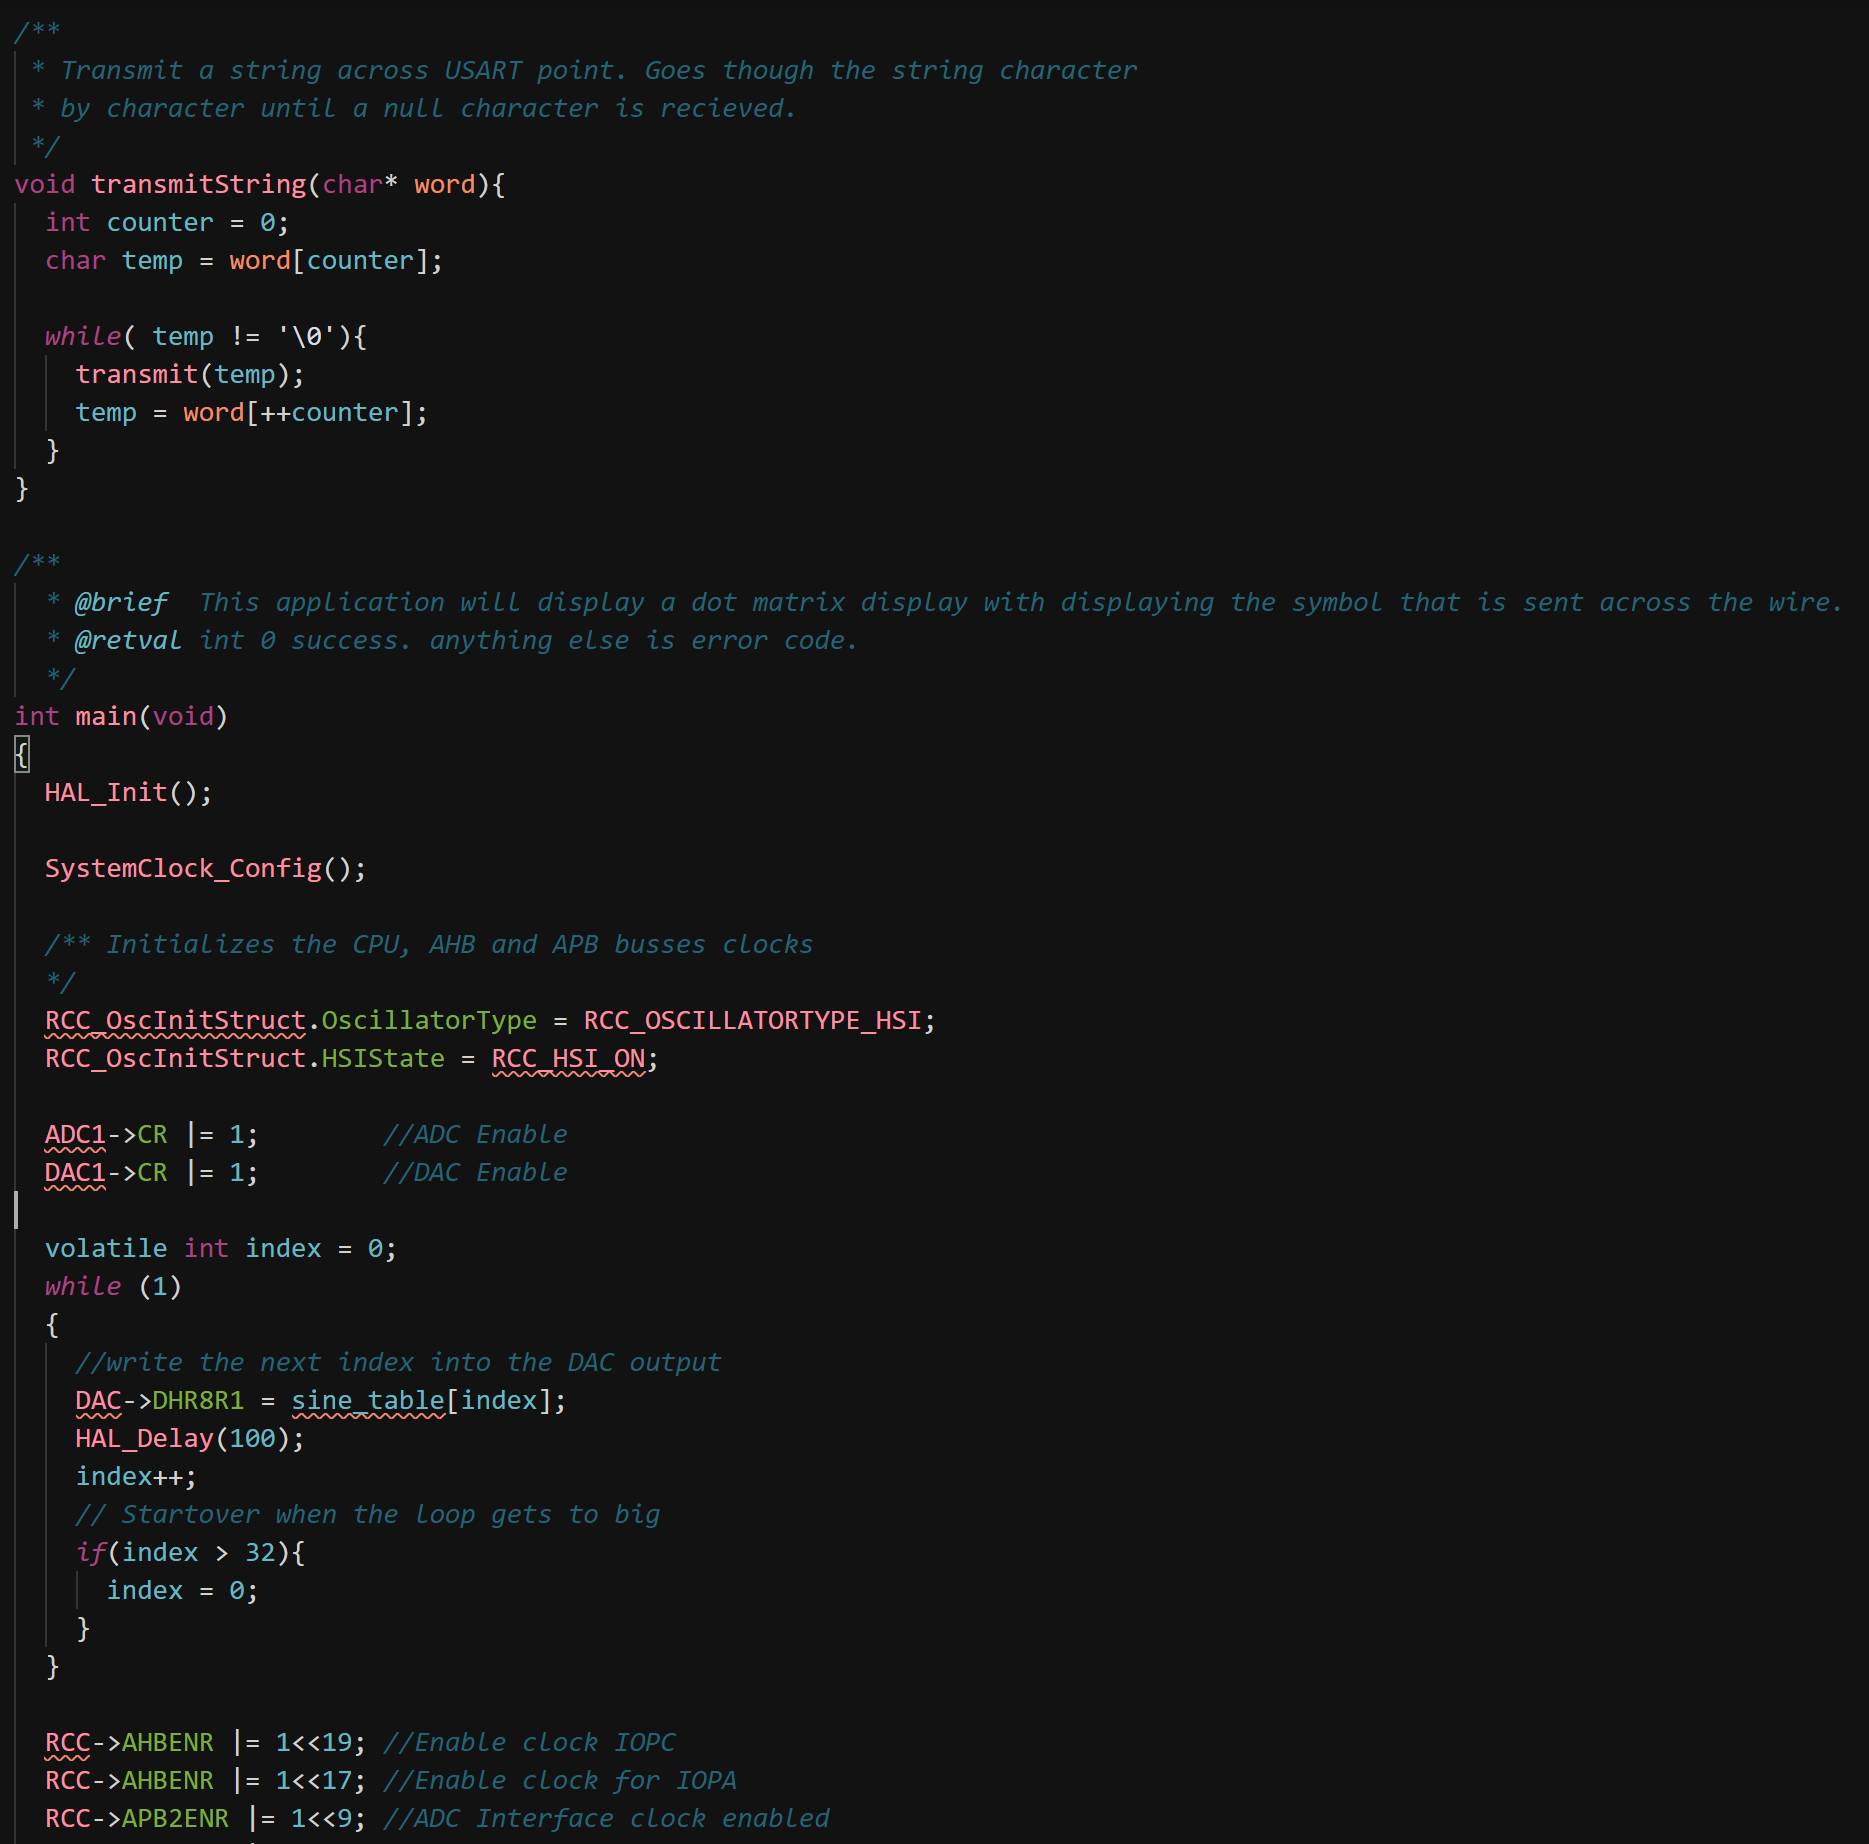 /**
 * Transmit a string across USART point. Goes though the string character
 * by character until a null character is recieved.
 */
void transmitString(char* word){
  int counter = 0;
  char temp = word[counter];

  while( temp != '\0'){
    transmit(temp);
    temp = word[++counter];
  }
}

/**
  * @brief  This application will display a dot matrix display with displaying the symbol that is sent across the wire.
  * @retval int 0 success. anything else is error code.
  */
int main(void)
{
  HAL_Init();

  SystemClock_Config();

  /** Initializes the CPU, AHB and APB busses clocks
  */
  RCC_OscInitStruct.OscillatorType = RCC_OSCILLATORTYPE_HSI;
  RCC_OscInitStruct.HSIState = RCC_HSI_ON;

  ADC1->CR |= 1;        //ADC Enable
  DAC1->CR |= 1;        //DAC Enable

  volatile int index = 0;
  while (1)
  {
    //write the next index into the DAC output
    DAC->DHR8R1 = sine_table[index];
    HAL_Delay(100);
    index++;
    // Startover when the loop gets to big
    if(index > 32){
      index = 0;
    }
  }

  RCC->AHBENR |= 1<<19; //Enable clock IOPC
  RCC->AHBENR |= 1<<17; //Enable clock for IOPA
  RCC->APB2ENR |= 1<<9; //ADC Interface clock enabled